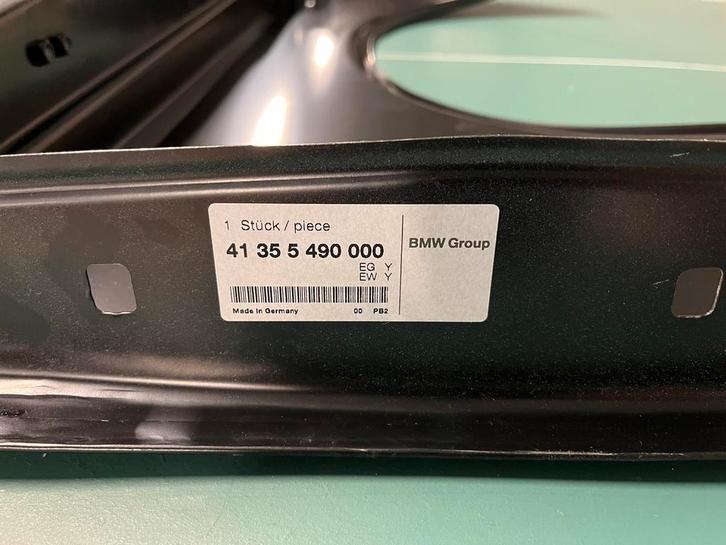 1 Stück / piece
41 35 5 490 000
EG Y
EW Y
Made in Germany 00 PB2
BMW Group